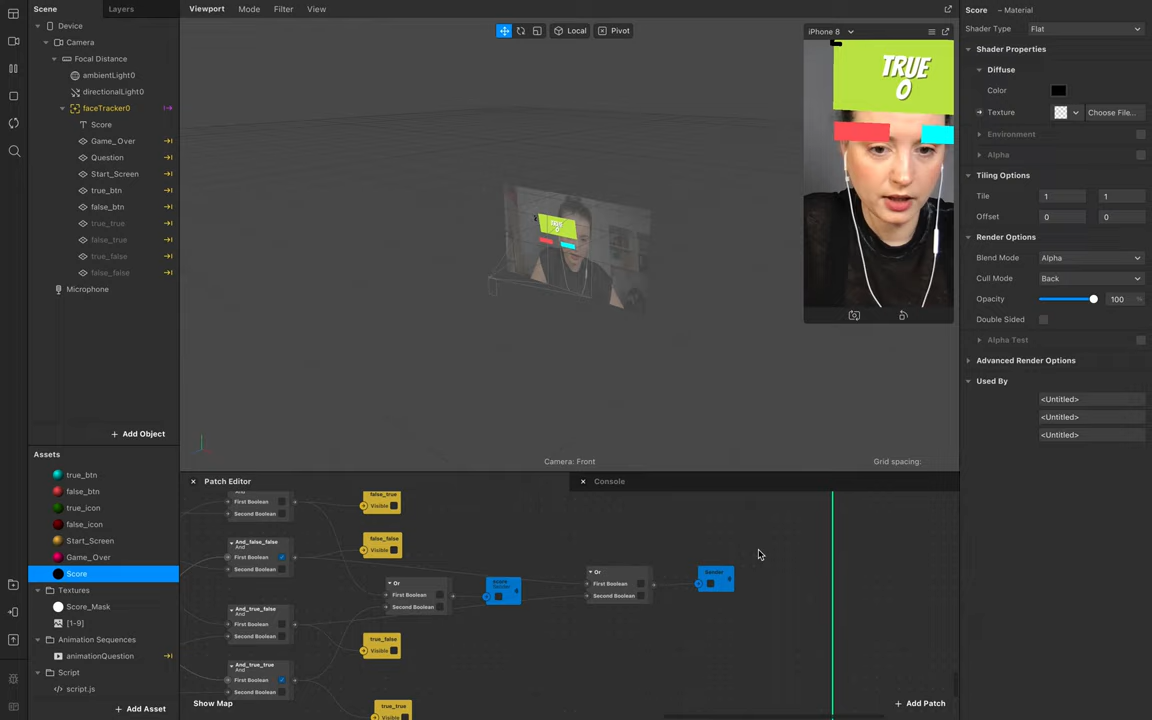 Scene
Layers
Device
Camera
Focal Distance
ambientLight0
directionalLight0
faceTracker0
Score
Game_Over
Question
Start_Screen
true_btn
false_btn
true_true
false_true
true_false
false_false
Microphone
+ Add Object
Assets
true_btn
false_btn
true_icon
false_icon
Start_Screen
Game_Over
Score
Textures
Score_Mask
[1-9]
Animation Sequences
animationQuestion
Script
script.js
+ Add Asset
Viewport
Mode
Filter
View
Local
Pivot
iPhone 8
TRUE
0
Camera: Front
Grid spacing:
Patch Editor
Console
First Boolean
Second Boolean
And_false_false
And
First Boolean
Second Boolean
And_true_false
And
First Boolean
Second Boolean
And_true_true
And
First Boolean
Second Boolean
false_true
Visible
false_false
Visible
true_false
Visible
true_true
Visible
Or
First Boolean
Second Boolean
Or
First Boolean
Second Boolean
Sender
Show Map
+ Add Patch
Score
Material
Shader Type
Flat
Shader Properties
Diffuse
Color
Texture
Choose File...
Environment
Alpha
Tiling Options
Tile
1
1
Offset
0
0
Render Options
Blend Mode
Alpha
Cull Mode
Back
Opacity
100
%
Double Sided
Alpha Test
Advanced Render Options
Used By
<Untitled>
<Untitled>
<Untitled>